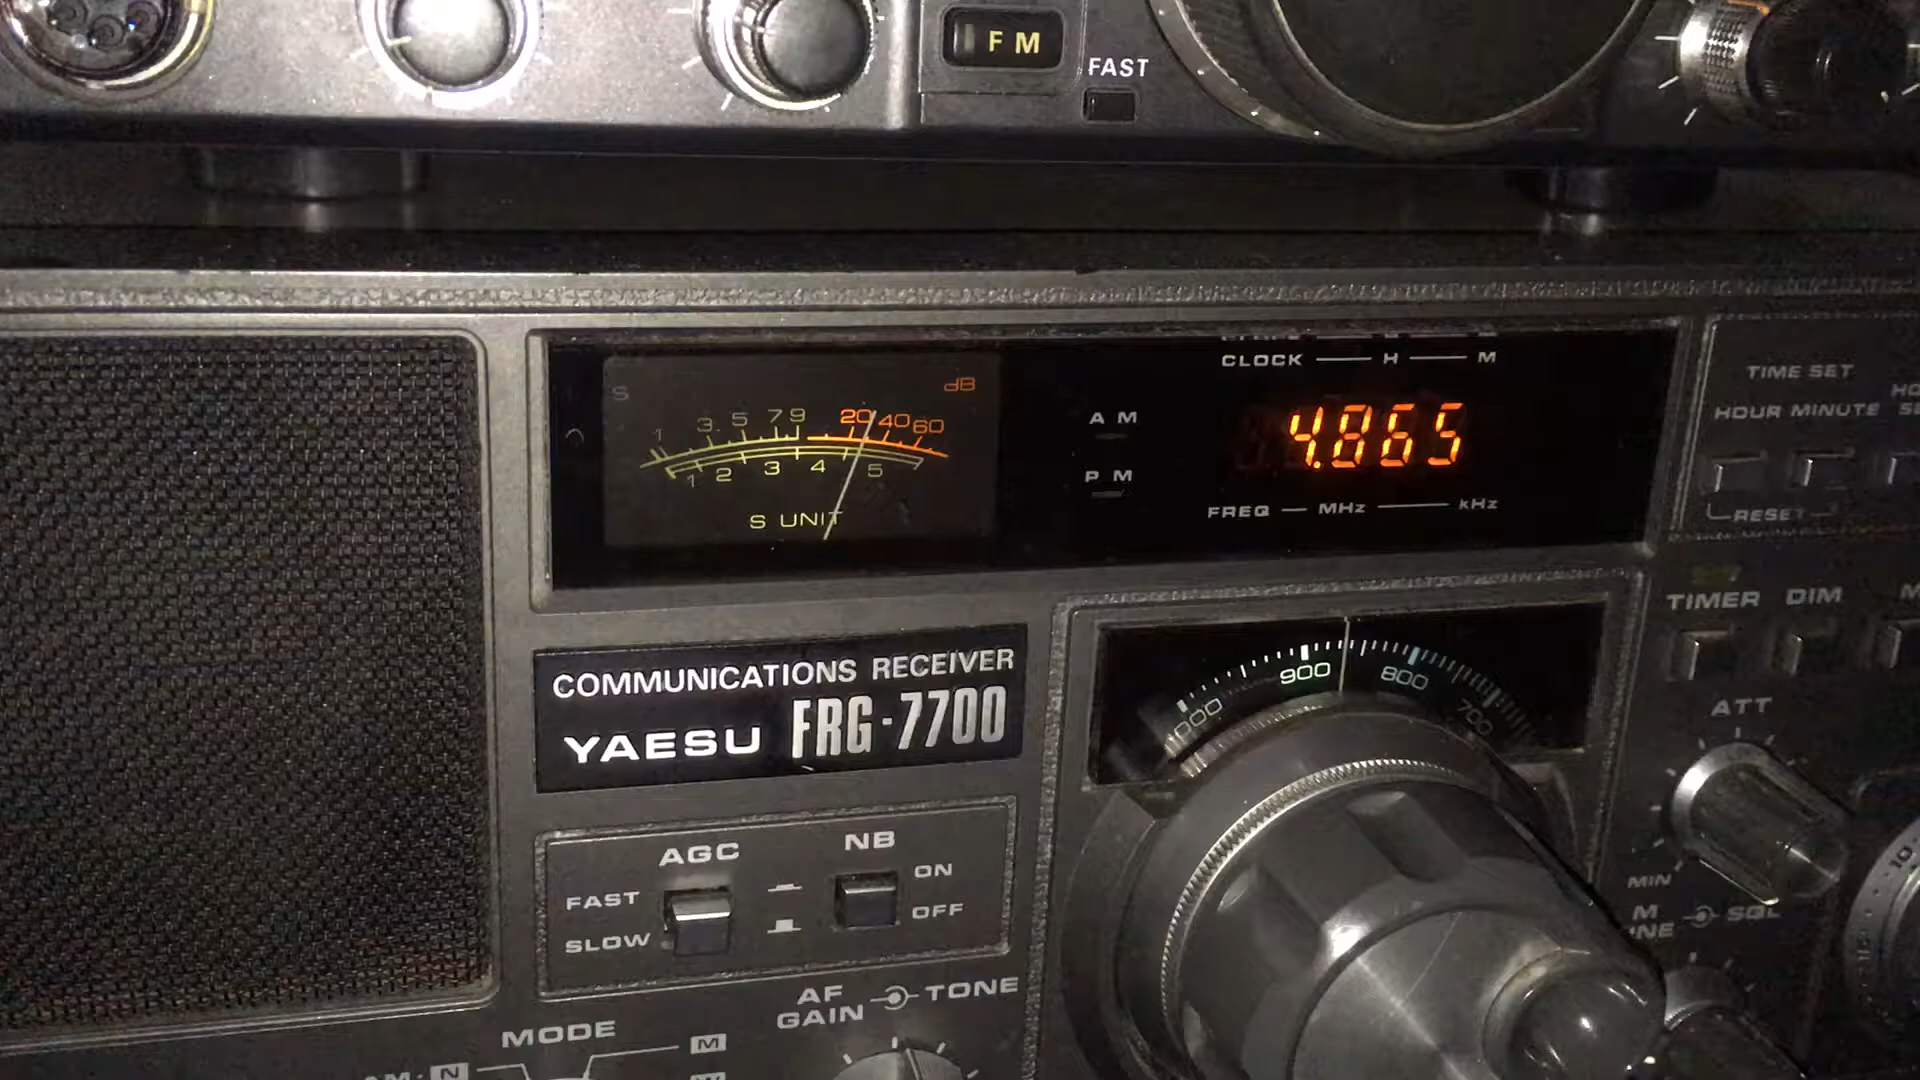 FM
FAST
CLOCK H M
S dB
1 3 5 7 9 20 40 60
1 2 3 4 5
S UNIT
AM
PM
4.865
FREQ MHz kHz
TIME SET
HOUR MINUTE
RESET
TIMER DIM
COMMUNICATIONS RECEIVER
YAESU FRG-7700
900 800 700
000
ATT
AGC NB
FAST
SLOW
ON
OFF
MIN
SQL
10
AF
GAIN
TONE
MODE
M
N